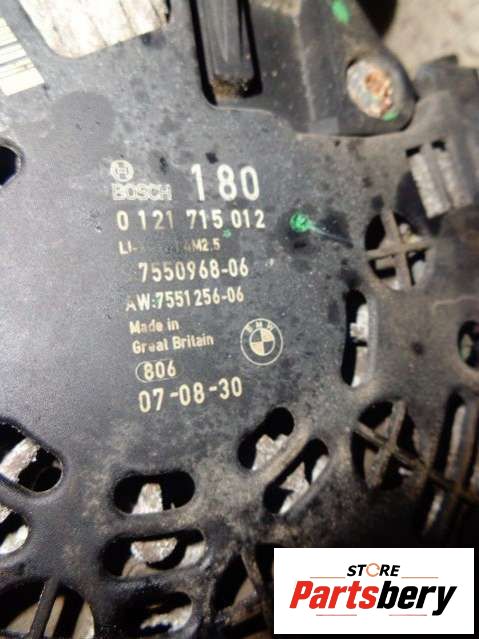 BOSCH 180
0 121 715 012
7550968-06
AW:7551256-06
BMW
Made in
Great Britain
806
07-08-30
STORE
Partsbery